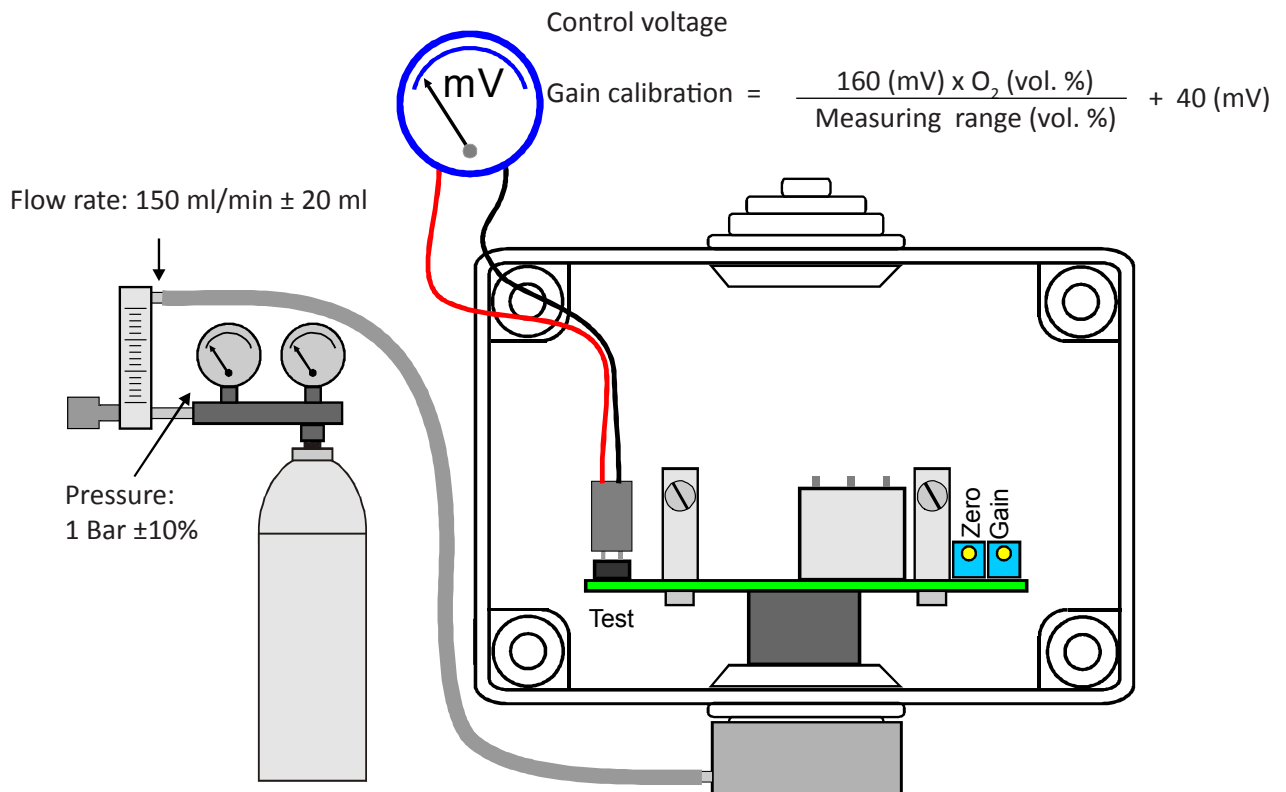 Control voltage
mV
Gain calibration = 160 (mV) x O₂ (vol. %) / Measuring range (vol. %) + 40 (mV)
Flow rate: 150 ml/min ± 20 ml
Pressure:
1 Bar ±10%
Zero
Gain
Test